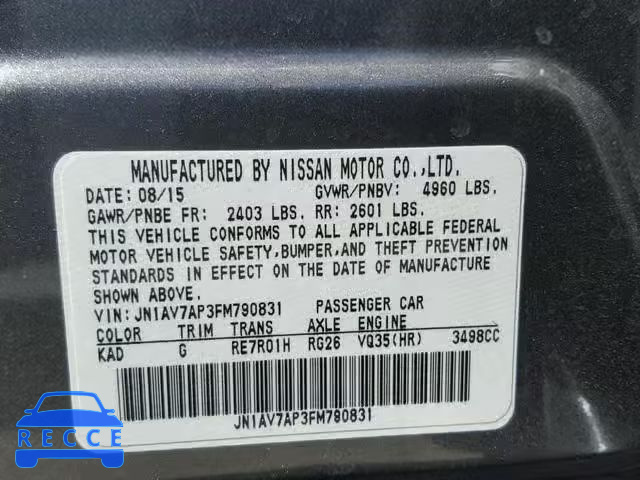 MANUFACTURED BY NISSAN MOTOR CO.,LTD.
DATE: 08/15 GVWR/PNBV: 4960 LBS.
GAWR/PNBE FR: 2403 LBS. RR: 2601 LBS.
THIS VEHICLE CONFORMS TO ALL APPLICABLE FEDERAL
MOTOR VEHICLE SAFETY,BUMPER,AND THEFT PREVENTION
STANDARDS IN EFFECT ON THE DATE OF MANUFACTURE
SHOWN ABOVE.
VIN: JN1AV7AP3FM790831 PASSENGER CAR
COLOR TRIM TRANS AXLE ENGINE
KAD G RE7R01H RG26 VQ35(HR) 3498CC
JN1AV7AP3FM790831
RECCE